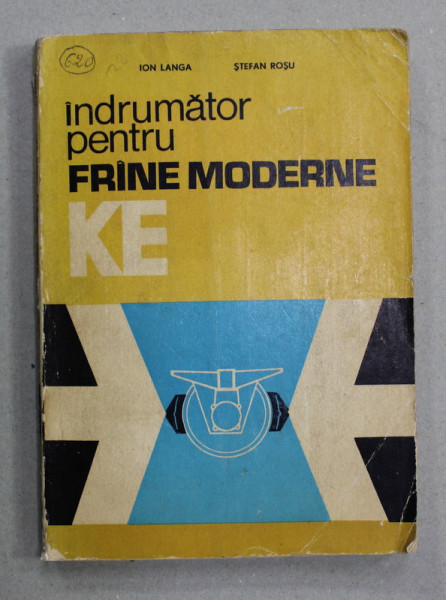 620
ION LANGA ŞTEFAN ROŞU
îndrumător
pentru
FRÎNE MODERNE
KE